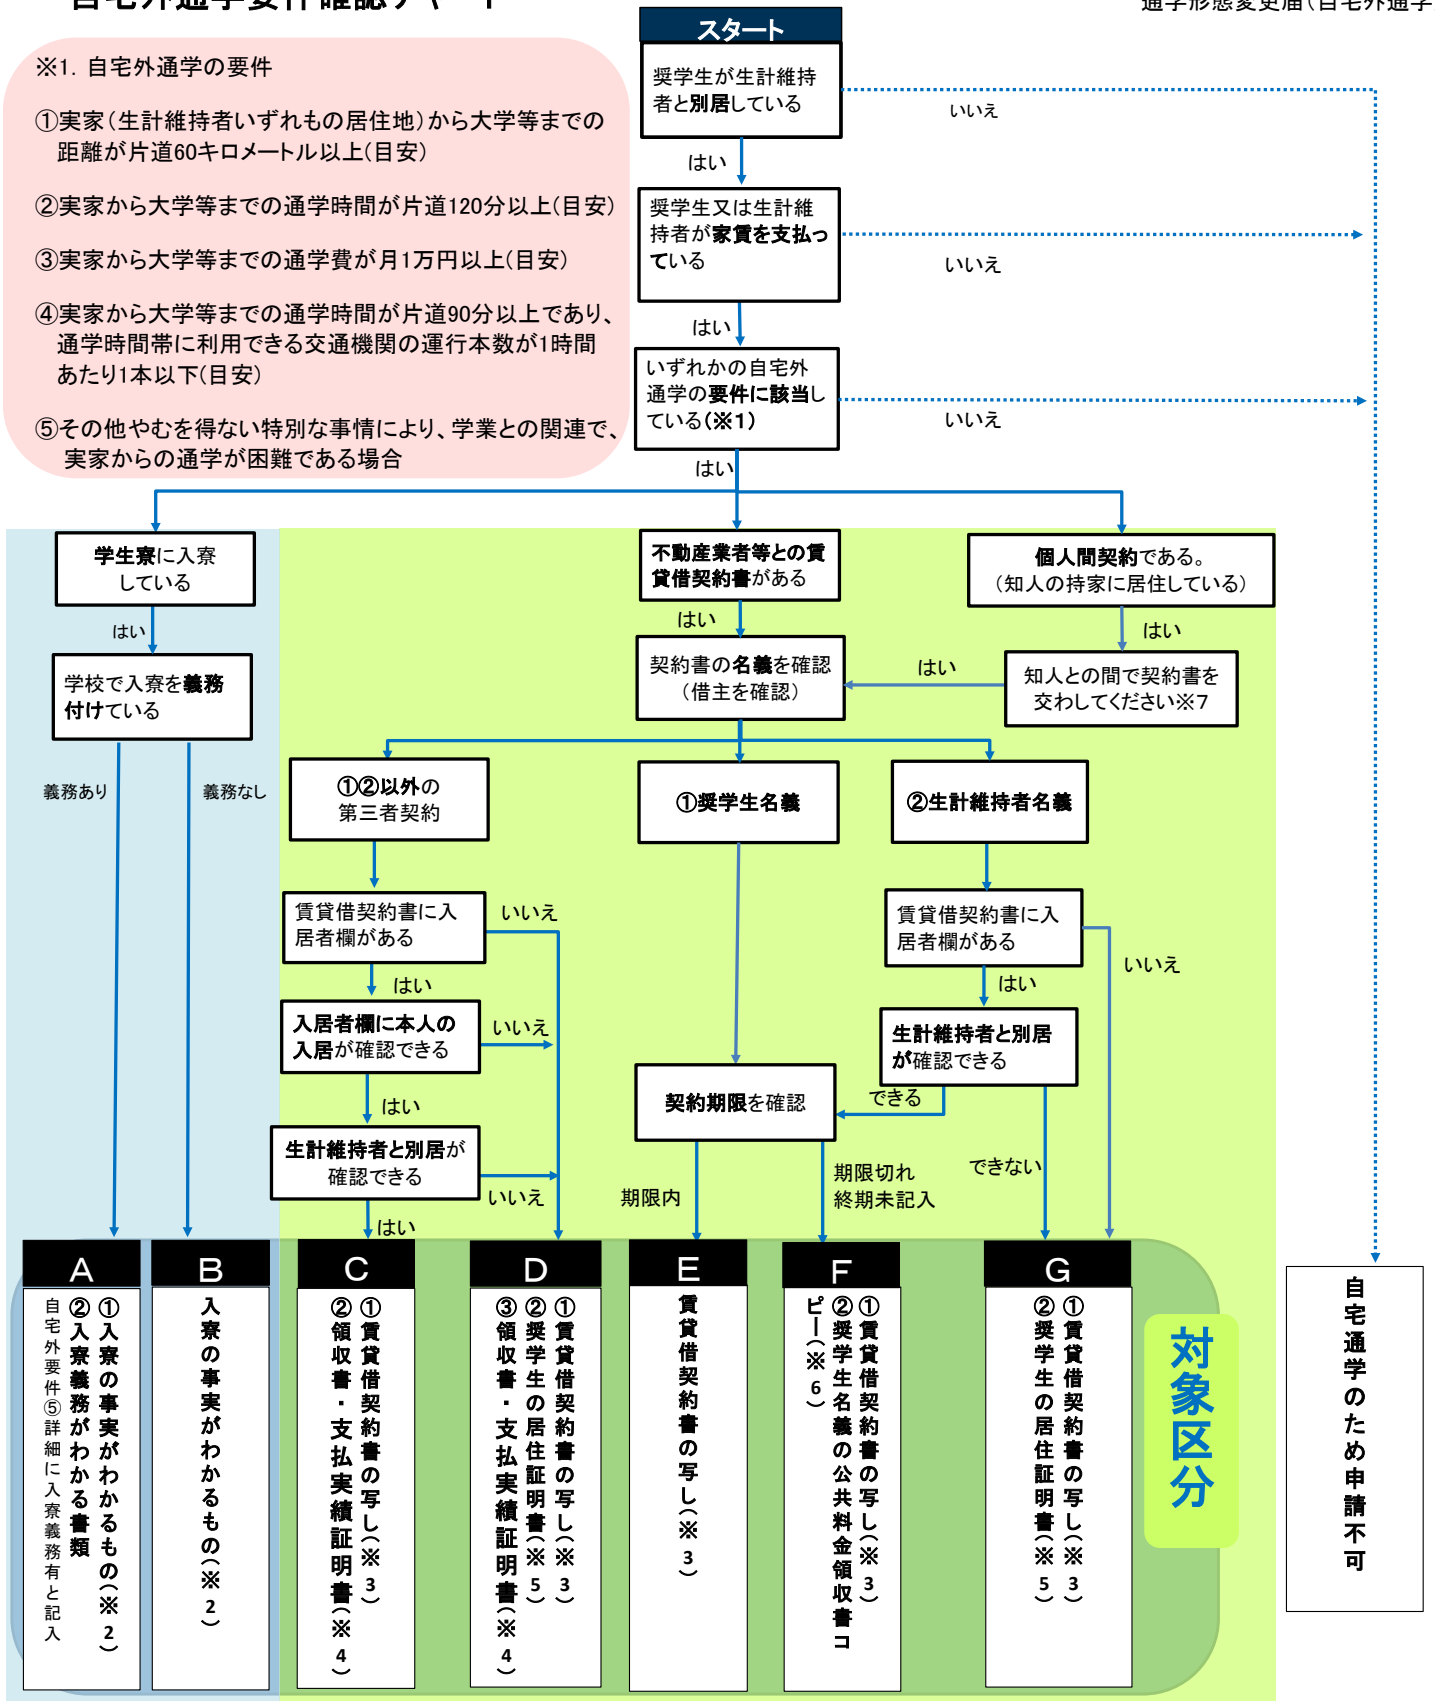 自宅外通学要件確認チャート
通学形態変更届(自宅外通学
※1. 自宅外通学の要件
①実家(生計維持者いずれもの居住地)から大学等までの
距離が片道60キロメートル以上(目安)
②実家から大学等までの通学時間が片道120分以上(目安)
③実家から大学等までの通学費が月1万円以上(目安)
④実家から大学等までの通学時間が片道90分以上であり、
通学時間帯に利用できる交通機関の運行本数が1時間
あたり1本以下(目安)
⑤その他やむを得ない特別な事情により、学業との関連で、
実家からの通学が困難である場合
スタート
奨学生が生計維持
者と別居している
いいえ
はい
奨学生又は生計維
持者が家賃を支払っ
ている
いいえ
はい
いずれかの自宅外
通学の要件に該当し
ている(※1)
いいえ
はい
学生寮に入寮
している
不動産業者等との賃
貸借契約書がある
個人間契約である。
(知人の持家に居住している)
はい
はい
はい
学校で入寮を義務
付けている
契約書の名義を確認
(借主を確認)
はい
知人との間で契約書を
交わしてください※7
義務あり
義務なし
①②以外の
第三者契約
①奨学生名義
②生計維持者名義
賃貸借契約書に入
居者欄がある
いいえ
賃貸借契約書に入
居者欄がある
いいえ
はい
はい
入居者欄に本人の
入居が確認できる
いいえ
生計維持者と別居
が確認できる
はい
契約期限を確認
できる
生計維持者と別居が
確認できる
いいえ
できない
期限内
期限切れ
終期未記入
はい
A
①入寮の事実がわかるもの(※2)
②入寮義務がわかる書類
自宅外要件⑤詳細に入寮義務有と記入
B
入寮の事実がわかるもの(※2)
C
①賃貸借契約書の写し(※3)
②領収書・支払実績証明書(※4)
D
①賃貸借契約書の写し(※3)
②奨学生の居住証明書(※5)
③領収書・支払実績証明書(※4)
E
賃貸借契約書の写し(※3)
F
①賃貸借契約書の写し(※3)
②奨学生名義の公共料金領収書コ
ピー(※6)
G
①賃貸借契約書の写し(※3)
②奨学生の居住証明書(※5)
対象区分
自宅通学のため申請不可